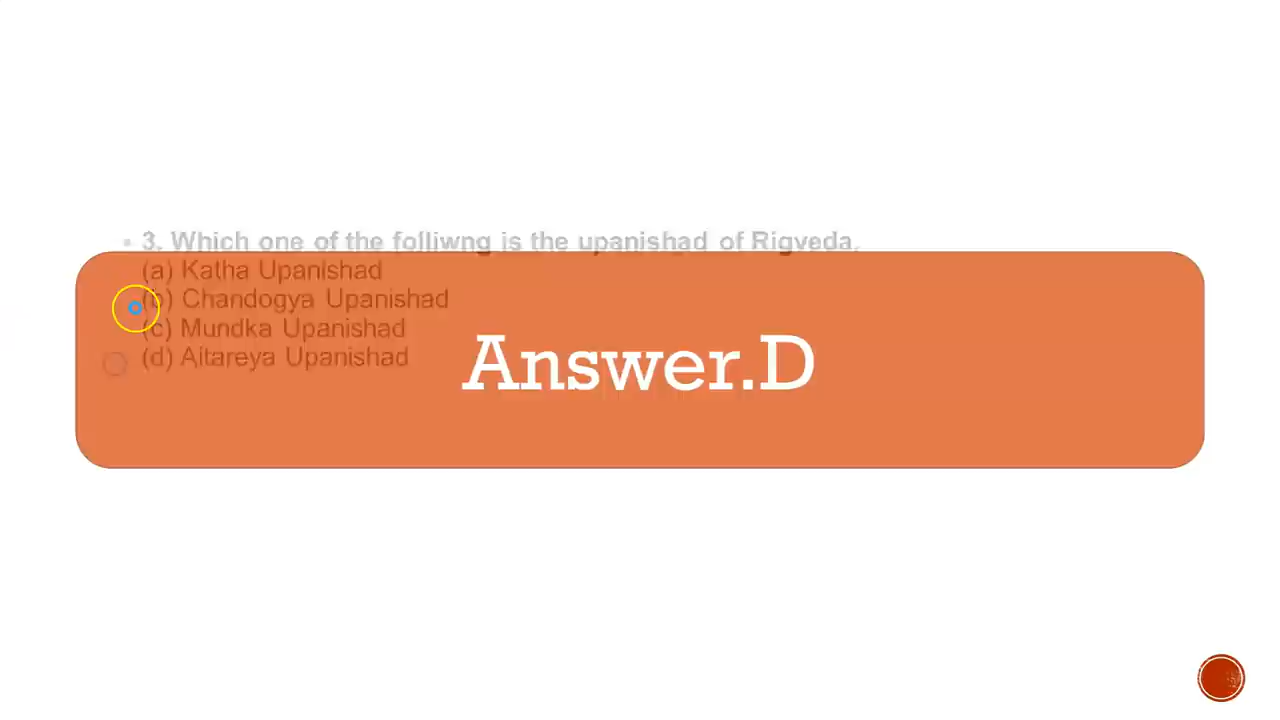 • 3. Which one of the folliwng is the upanishad of Rigveda.
(a) Katha Upanishad
(b) Chandogya Upanishad
(c) Mundka Upanishad
(d) Aitareya Upanishad
Answer.D